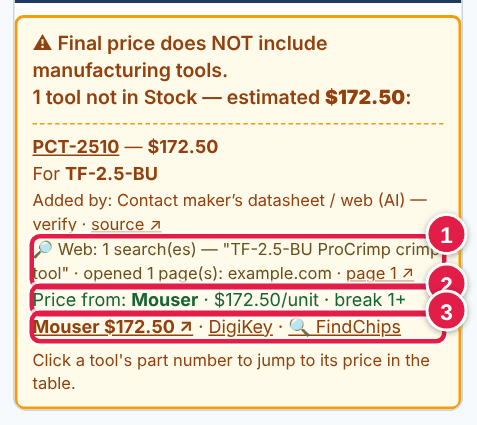 ⚠ Final price does NOT include
manufacturing tools.
1 tool not in Stock — estimated $172.50:
PCT-2510 — $172.50
For TF-2.5-BU
Added by: Contact maker's datasheet / web (AI) —
verify · source ↗
1
🔎 Web: 1 search(es) — "TF-2.5-BU ProCrimp crimp
tool" · opened 1 page(s): example.com · page 1 ↗
2
Price from: Mouser · $172.50/unit · break 1+
3
Mouser $172.50 ↗ · DigiKey · 🔍 FindChips
Click a tool's part number to jump to its price in the
table.